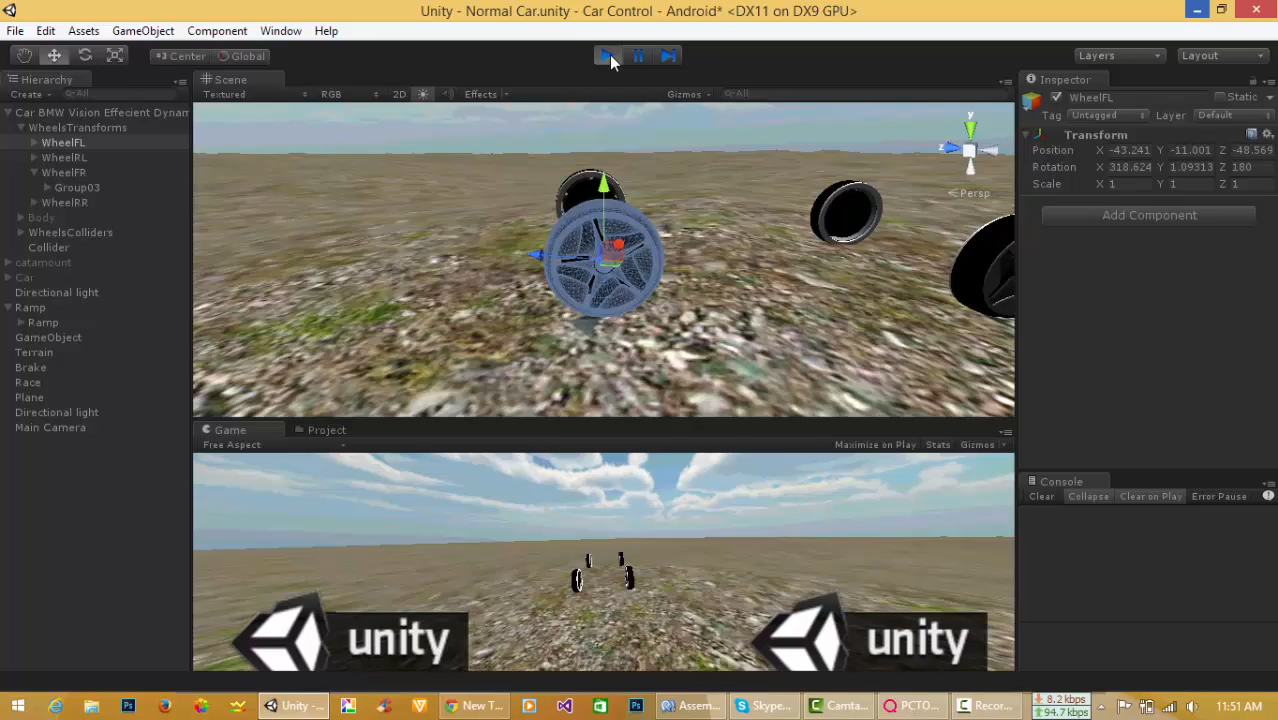 Unity - Normal Car.unity - Car Control - Android* <DX11 on DX9 GPU>
File Edit Assets GameObject Component Window Help
Center Global Layers Layout
Hierarchy
Create All
Car BMW Vision Effecient Dynam
WheelsTransforms
WheelFL
WheelRL
WheelFR
Group03
WheelRR
Body
WheelsColliders
Collider
catamount
Car
Directional light
Ramp
Ramp
GameObject
Terrain
Brake
Race
Plane
Directional light
Main Camera
Scene
Textured RGB 2D Effects Gizmos All
y
z
Persp
Game Project
Free Aspect Maximize on Play Stats Gizmos
unity unity
Inspector
WheelFL Static
Tag Untagged Layer Default
Transform
Position X -43.241 Y -11.001 Z -48.569
Rotation X 318.624 Y 1.09313 Z 180
Scale X 1 Y 1 Z 1
Add Component
Console
Clear Collapse Clear on Play Error Pause
Unity -... New T... Assem... Skype... Camta... PCTO... Recor... 8.2 kbps 94.7 kbps 11:51 AM